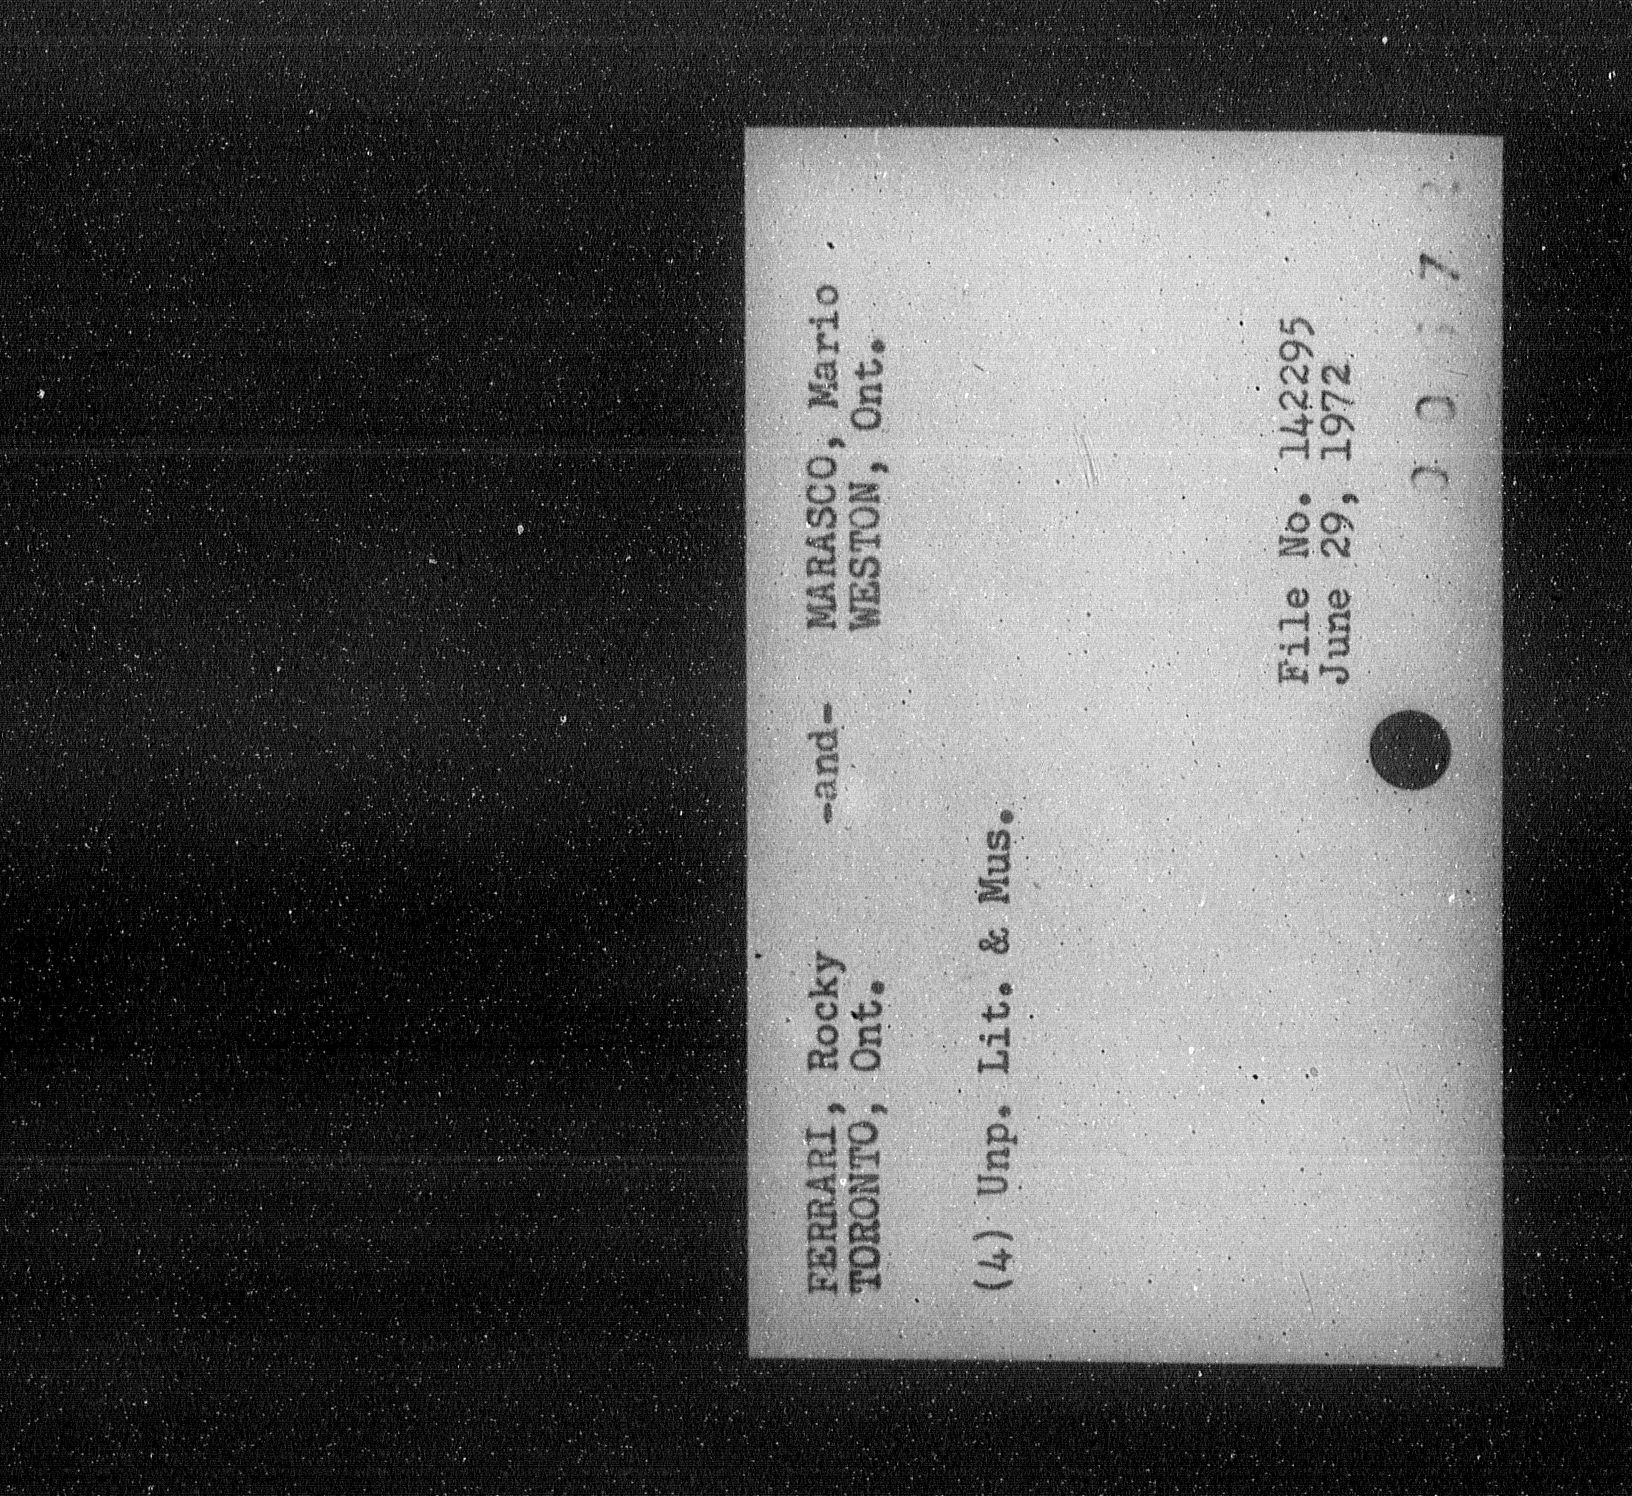 FERRARI, Rocky -and- MARASCO, Mario
TORONTO, Ont. WESTON, Ont.
(4) Unp. Lit. & Mus.
File No. 142295
June 29, 1972